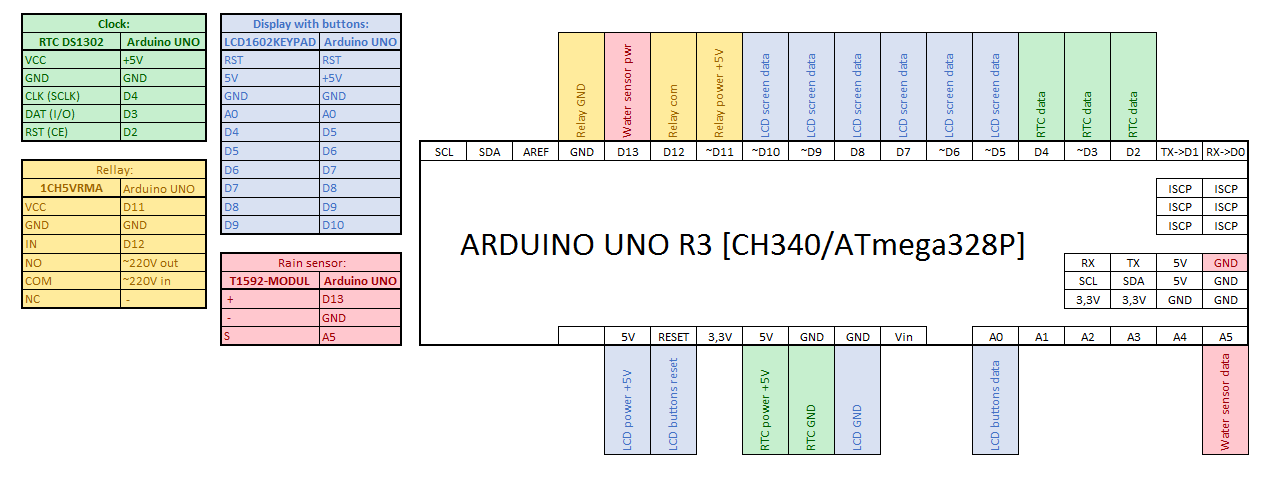 Clock:
RTC DS1302 Arduino UNO
VCC +5V
GND GND
CLK (SCLK) D4
DAT (I/O) D3
RST (CE) D2
Rellay:
1CH5VRMA Arduino UNO
VCC D11
GND GND
IN D12
NO ~220V out
COM ~220V in
NC -
Display with buttons:
LCD1602KEYPAD Arduino UNO
RST RST
5V +5V
GND GND
A0 A0
D4 D5
D5 D6
D6 D7
D7 D8
D8 D9
D9 D10
Rain sensor:
T1592-MODUL Arduino UNO
+ D13
- GND
S A5
Relay GND
Water sensor pwr
Relay com
Relay power +5V
LCD screen data
LCD screen data
LCD screen data
LCD screen data
LCD screen data
LCD screen data
RTC data
RTC data
RTC data
SCL SDA AREF GND D13 D12 ~D11 ~D10 ~D9 D8 D7 ~D6 ~D5 D4 ~D3 D2 TX->D1 RX->D0
ISCP ISCP
ISCP ISCP
ISCP ISCP
ARDUINO UNO R3 [CH340/ATmega328P]
RX TX 5V GND
SCL SDA 5V GND
3,3V 3,3V GND GND
5V RESET 3,3V 5V GND GND Vin A0 A1 A2 A3 A4 A5
LCD power +5V
LCD buttons reset
RTC power +5V
RTC GND
LCD GND
LCD buttons data
Water sensor data